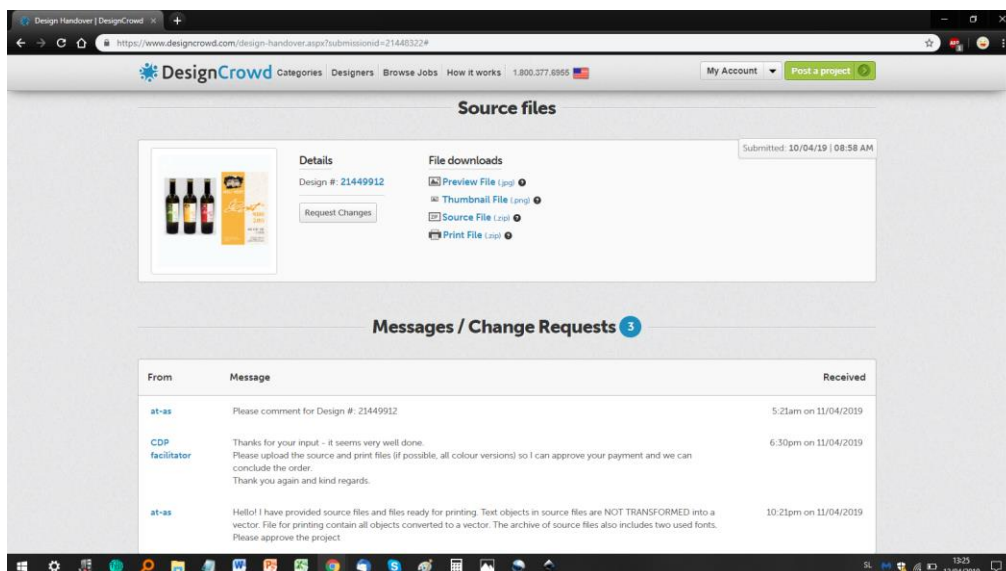 Design Handover | DesignCrowd
https://www.designcrowd.com/design-handover.aspx?submissionid=21448322#
DesignCrowd Categories Designers Browse Jobs How it works 1.800.377.6955 My Account Post a project
Source files
Submitted: 10/04/19 | 08:58 AM
Details
Design #: 21449912
Request Changes
File downloads
Preview File (.jpg)
Thumbnail File (.png)
Source File (.zip)
Print File (.zip)
Messages / Change Requests 3
From Message Received
at-as Please comment for Design #: 21449912 5:21am on 11/04/2019
CDP facilitator Thanks for your input - it seems very well done. 6:30pm on 11/04/2019
Please upload the source and print files (if possible, all colour versions) so I can approve your payment and we can
conclude the order.
Thank you again and kind regards.
at-as Hello! I have provided source files and files ready for printing. Text objects in source files are NOT TRANSFORMED into a 10:21pm on 11/04/2019
vector. File for printing contain all objects converted to a vector. The archive of source files also includes two used fonts.
Please approve the project
SL 13:25
12/04/2019